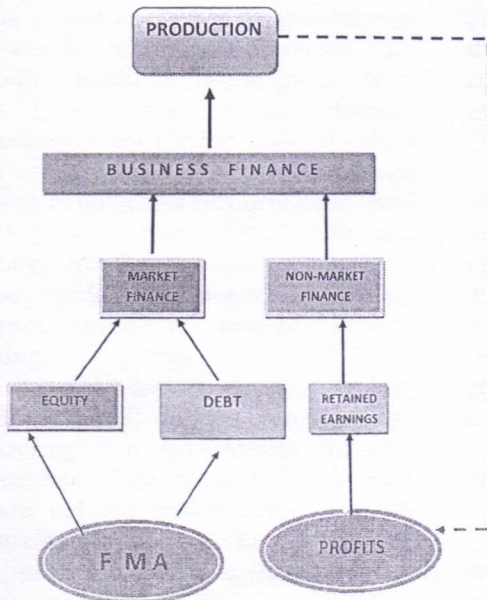 PRODUCTION
BUSINESS FINANCE
MARKET
FINANCE
NON-MARKET
FINANCE
EQUITY
DEBT
RETAINED
EARNINGS
F M A
PROFITS